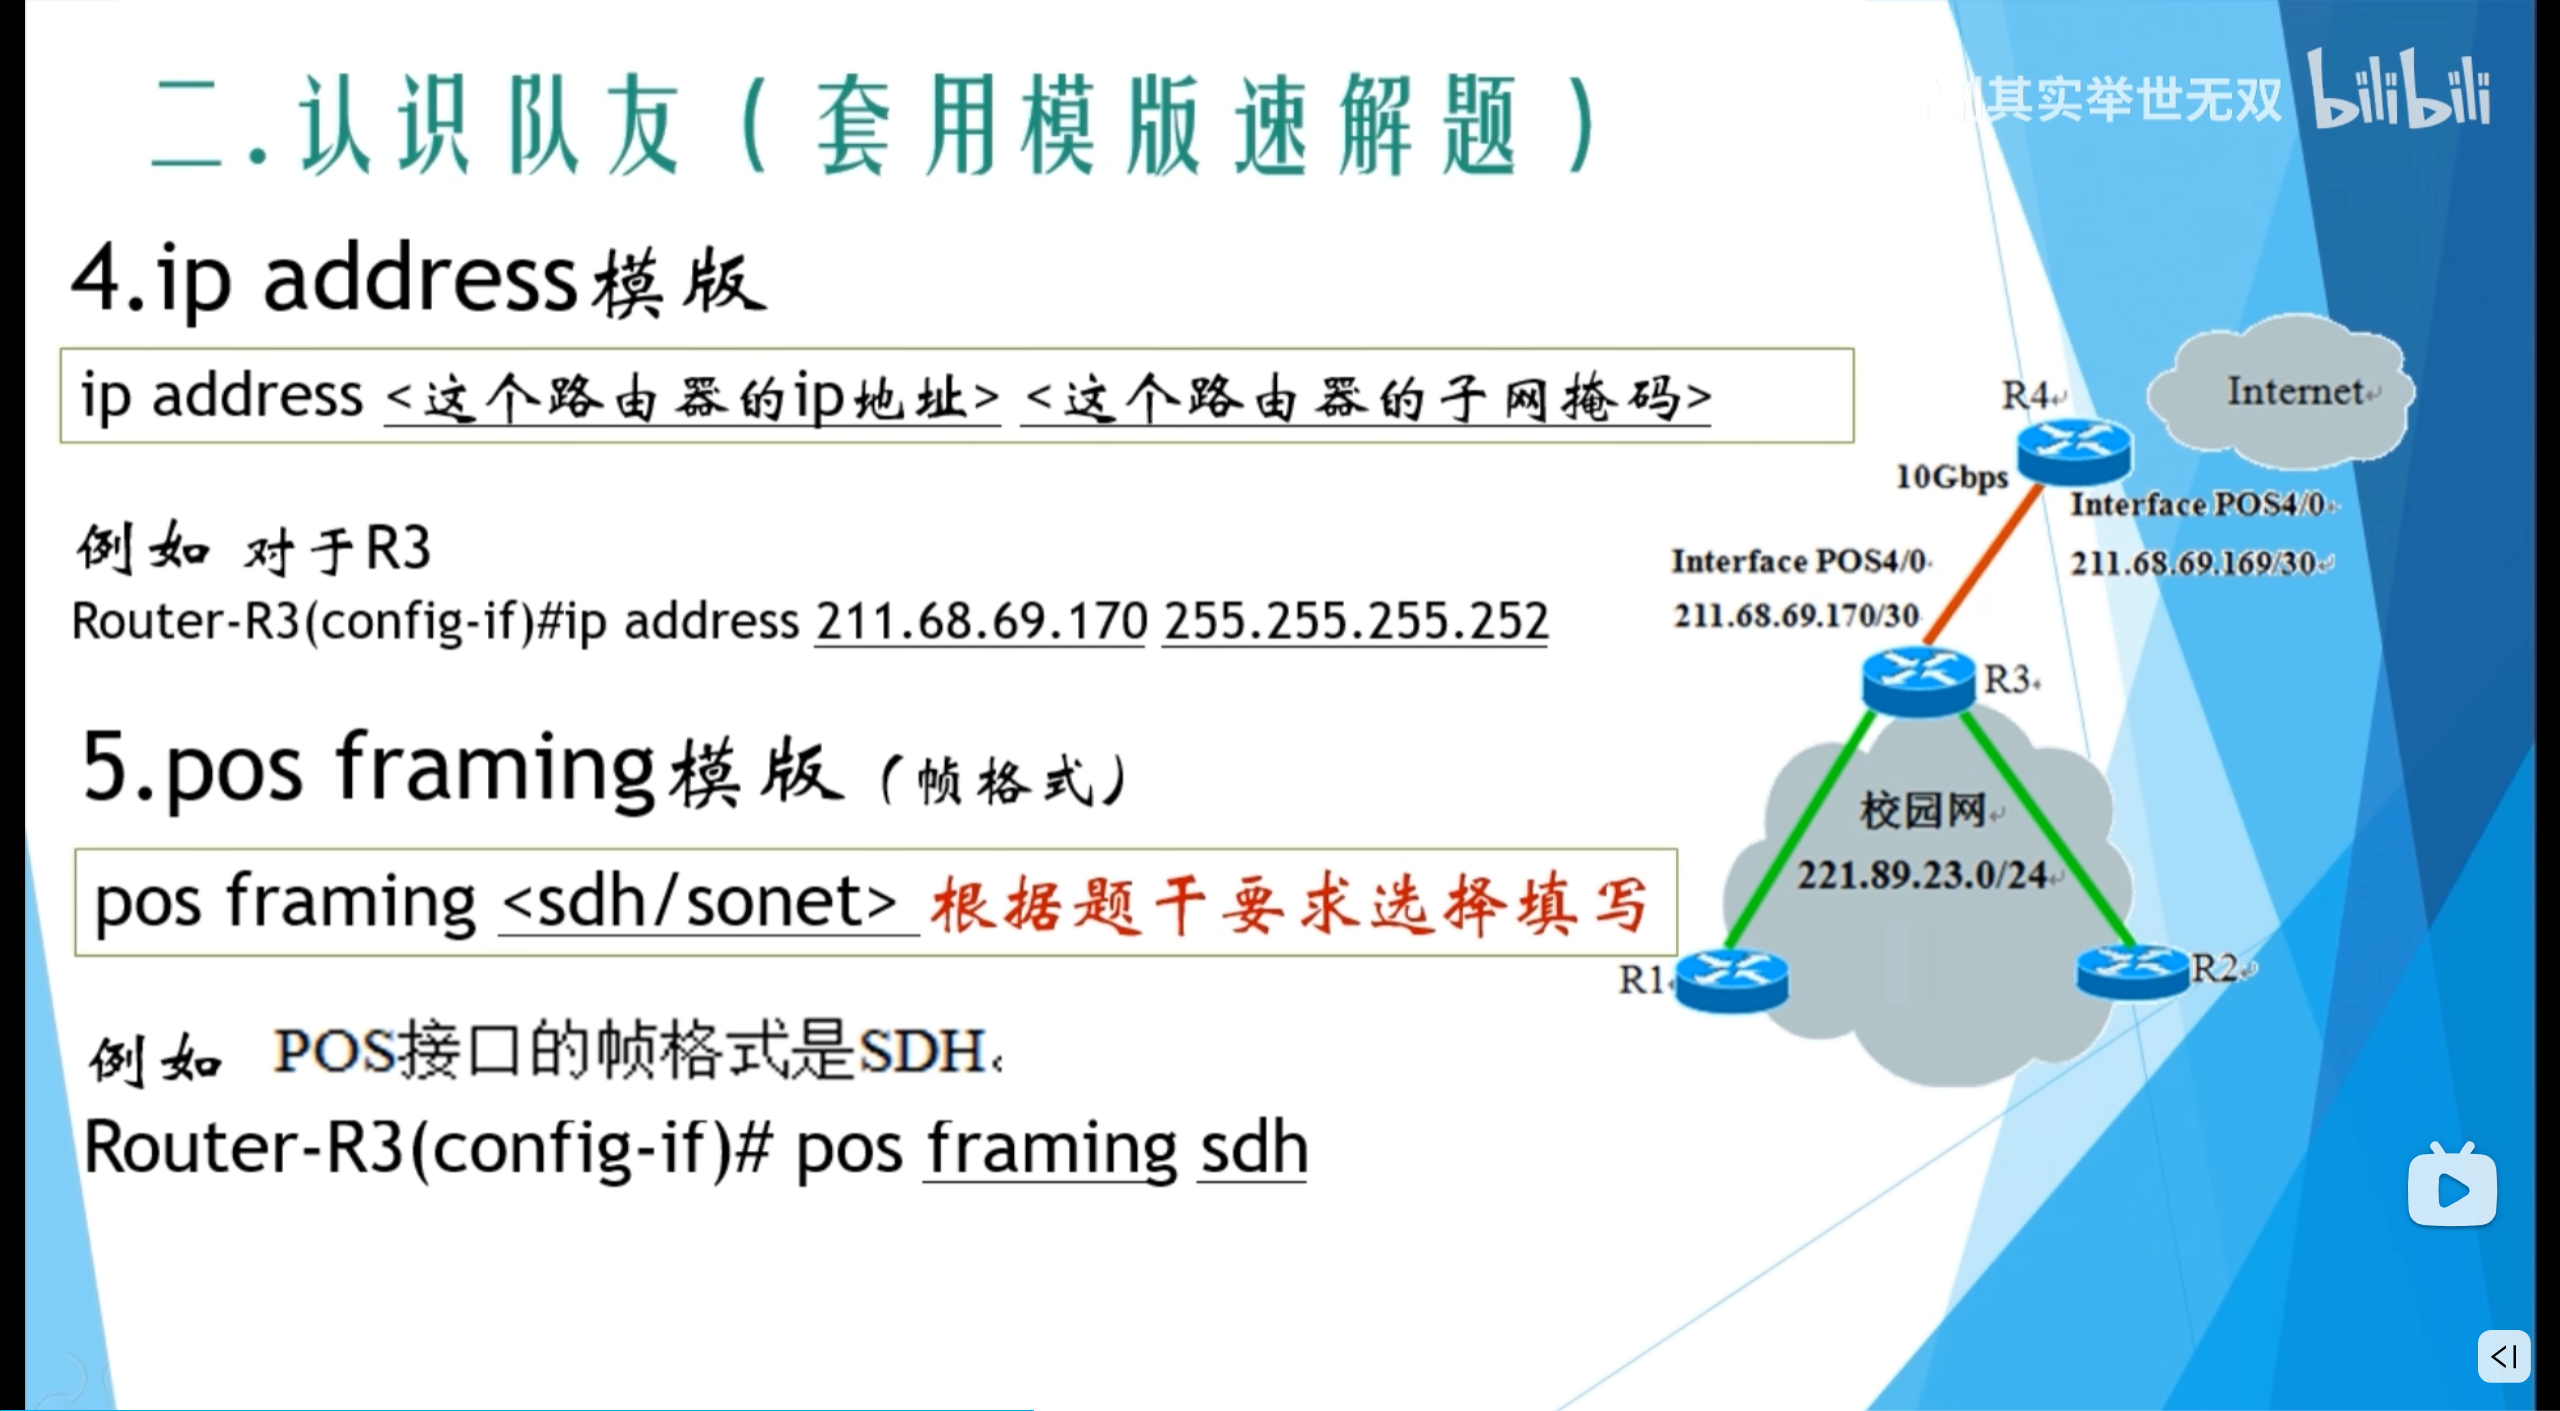 二.认识队友(套用模版速解题)
其实举世无双 bilibili
4.ip address模版
ip address <这个路由器的ip地址> <这个路由器的子网掩码>
例如 对于R3
Router-R3(config-if)#ip address 211.68.69.170 255.255.255.252
5.pos framing模版(帧格式)
pos framing <sdh/sonet> 根据题干要求选择填写
例如 POS接口的帧格式是SDH
Router-R3(config-if)# pos framing sdh
Internet
R4
10Gbps
Interface POS4/0
211.68.69.169/30
Interface POS4/0
211.68.69.170/30
R3
校园网
221.89.23.0/24
R1
R2